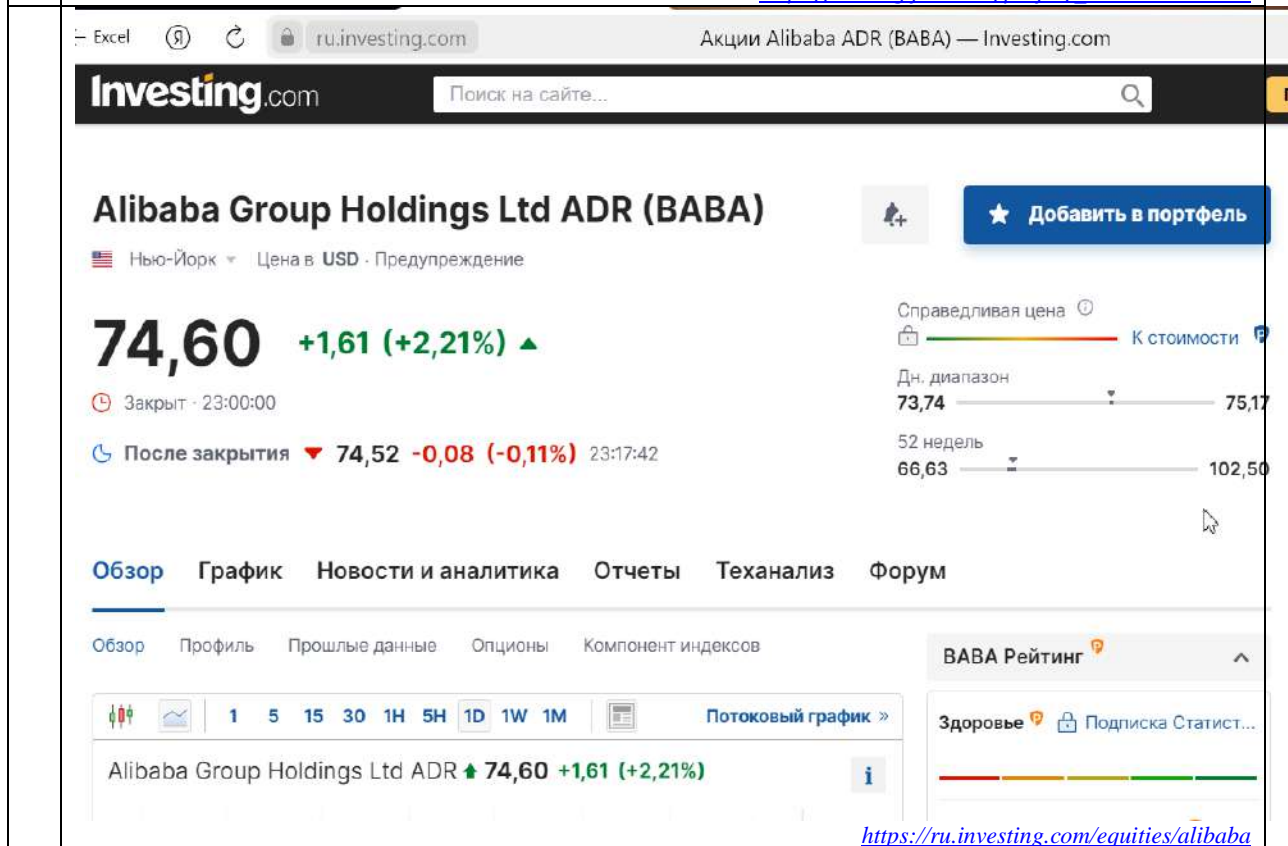 Excel ru.investing.com Акции Alibaba ADR (BABA) — Investing.com
Investing.com Поиск на сайте...
Alibaba Group Holdings Ltd ADR (BABA) Добавить в портфель
Нью-Йорк Цена в USD · Предупреждение
74,60 +1,61 (+2,21%)
Справедливая цена
К стоимости
Закрыт · 23:00:00
Дн. диапазон
73,74 75,17
После закрытия 74,52 -0,08 (-0,11%) 23:17:42
52 недель
66,63 102,50
Обзор График Новости и аналитика Отчеты Теханализ Форум
Обзор Профиль Прошлые данные Опционы Компонент индексов
BABA Рейтинг
1 5 15 30 1H 5H 1D 1W 1M Потоковый график »
Здоровье Подписка Статист...
Alibaba Group Holdings Ltd ADR 74,60 +1,61 (+2,21%)
https://ru.investing.com/equities/alibaba